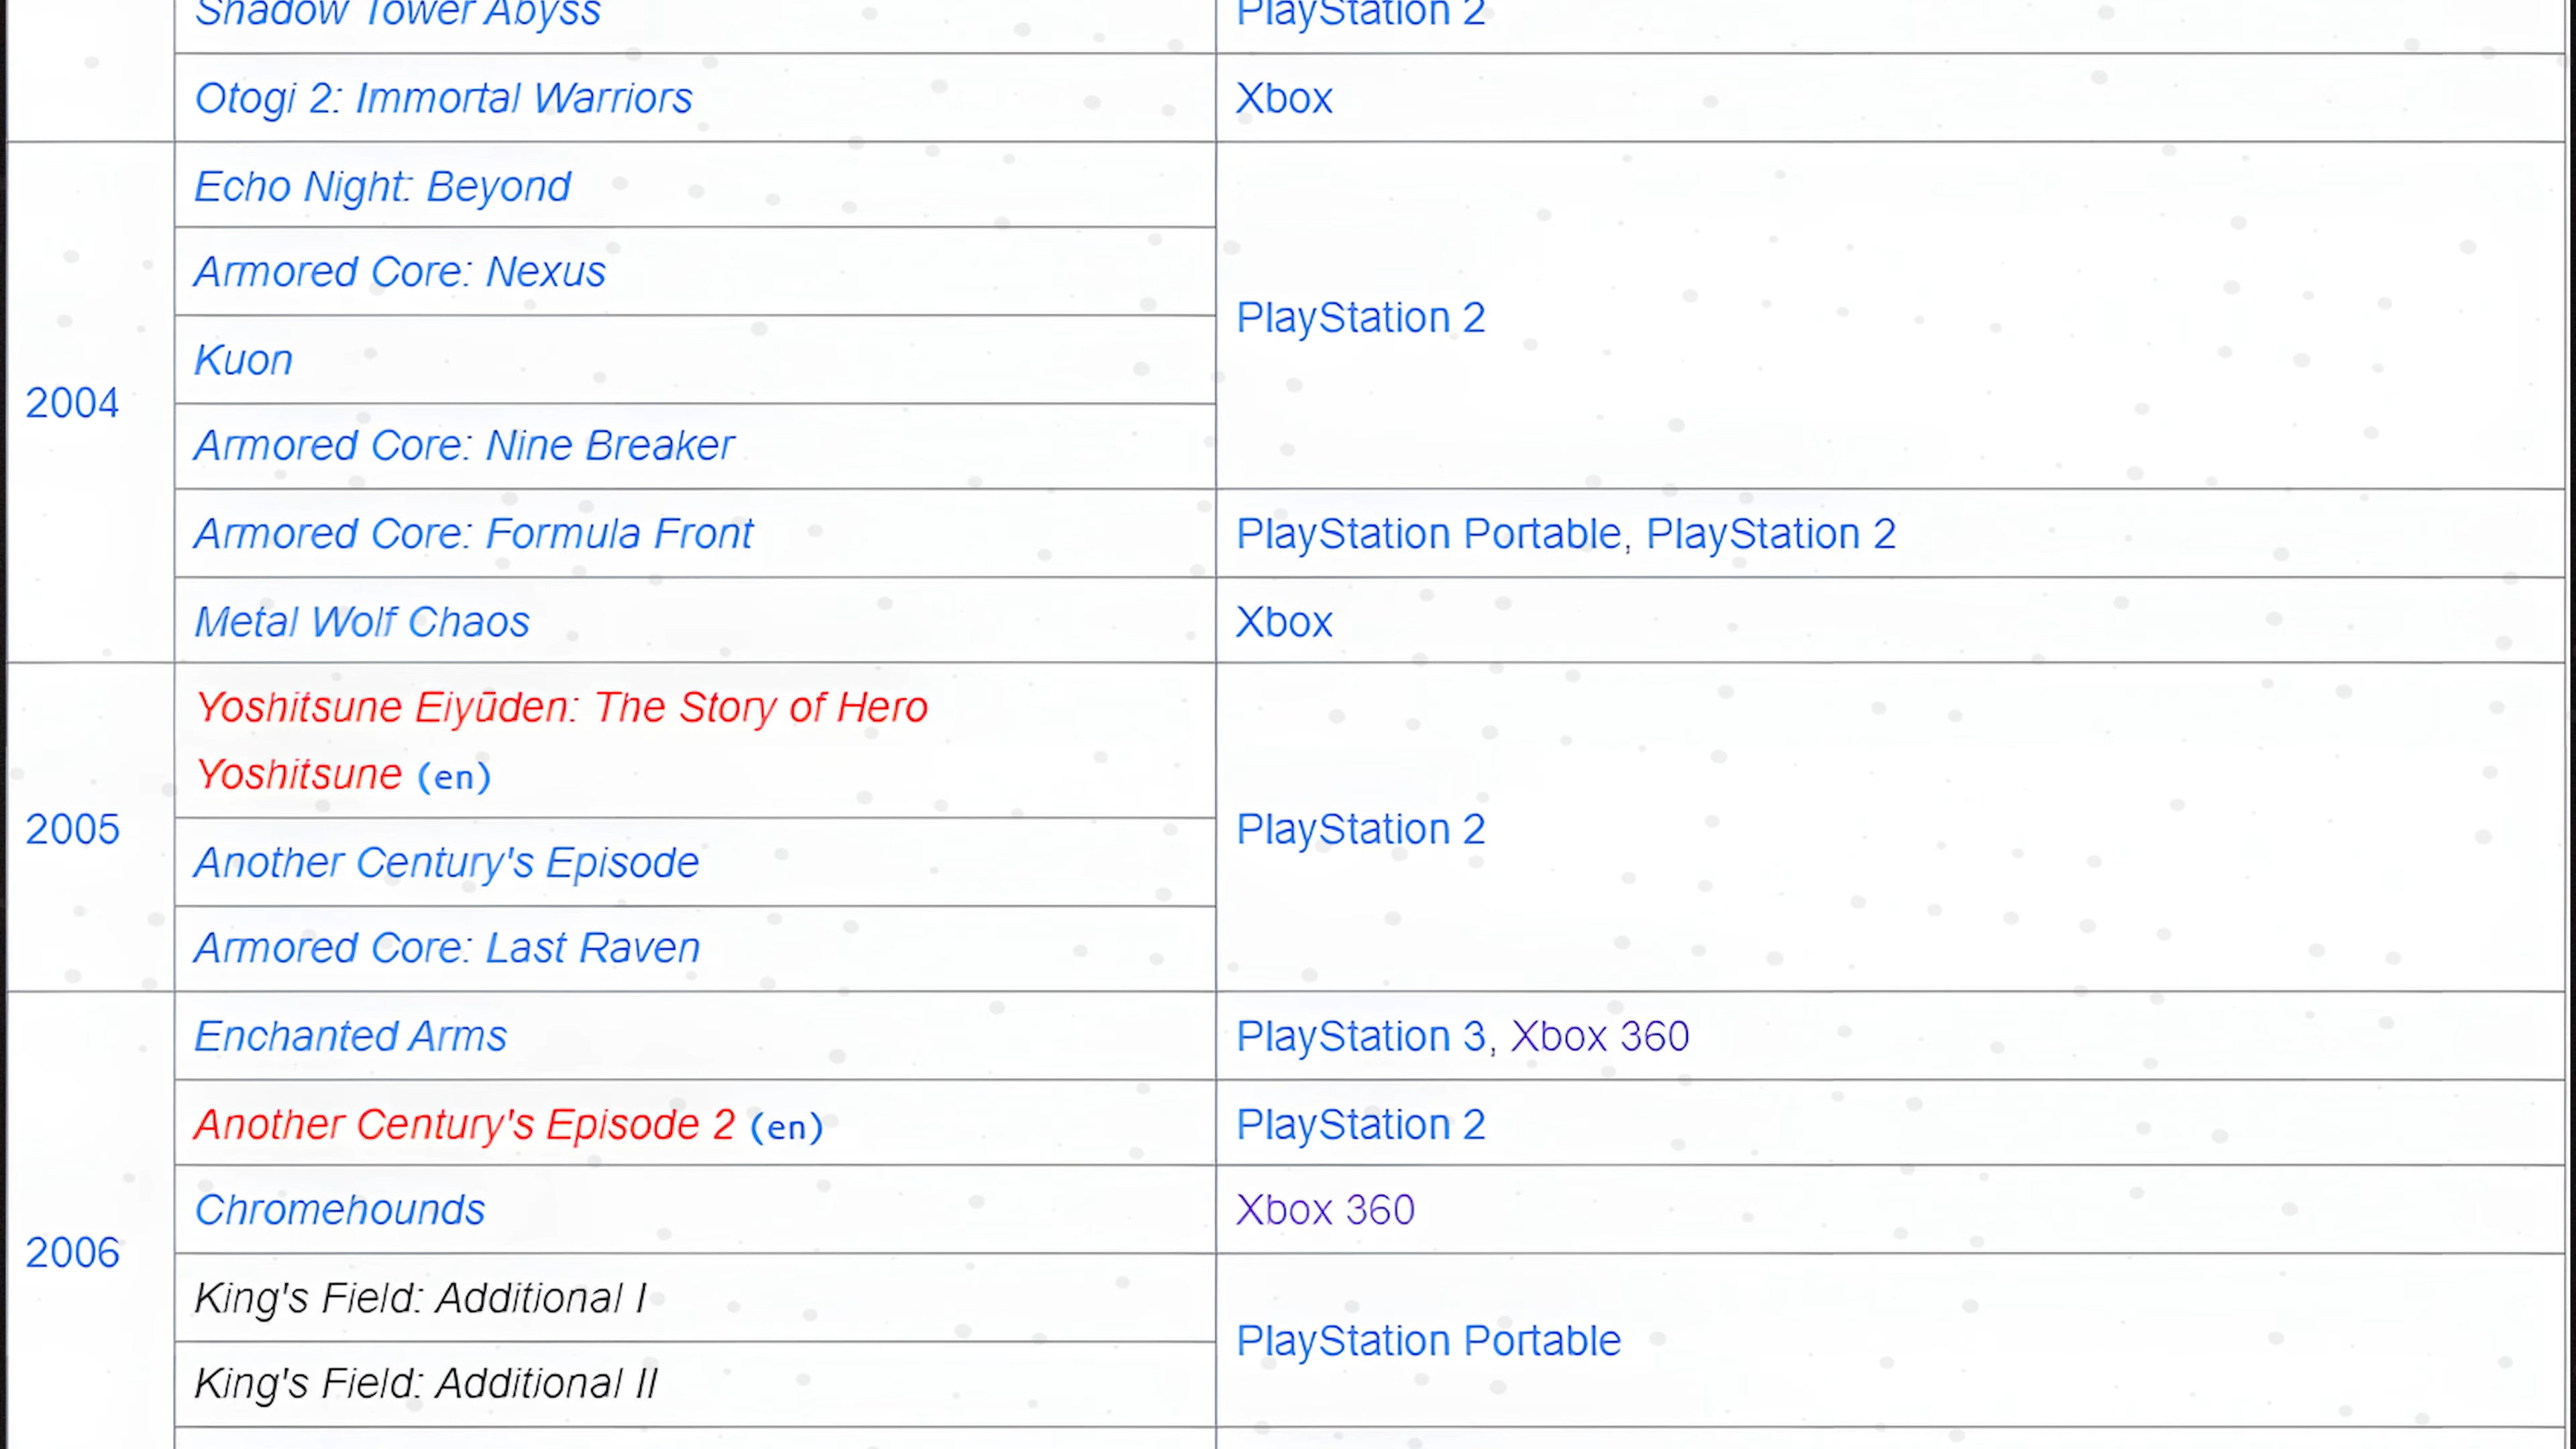 Shadow Tower Abyss
PlayStation 2
Otogi 2: Immortal Warriors
Xbox
2004
Echo Night: Beyond
PlayStation 2
Armored Core: Nexus
Kuon
Armored Core: Nine Breaker
Armored Core: Formula Front
PlayStation Portable, PlayStation 2
Metal Wolf Chaos
Xbox
2005
Yoshitsune Eiyūden: The Story of Hero
Yoshitsune (en)
PlayStation 2
Another Century's Episode
Armored Core: Last Raven
2006
Enchanted Arms
PlayStation 3, Xbox 360
Another Century's Episode 2 (en)
PlayStation 2
Chromehounds
Xbox 360
King's Field: Additional I
PlayStation Portable
King's Field: Additional II